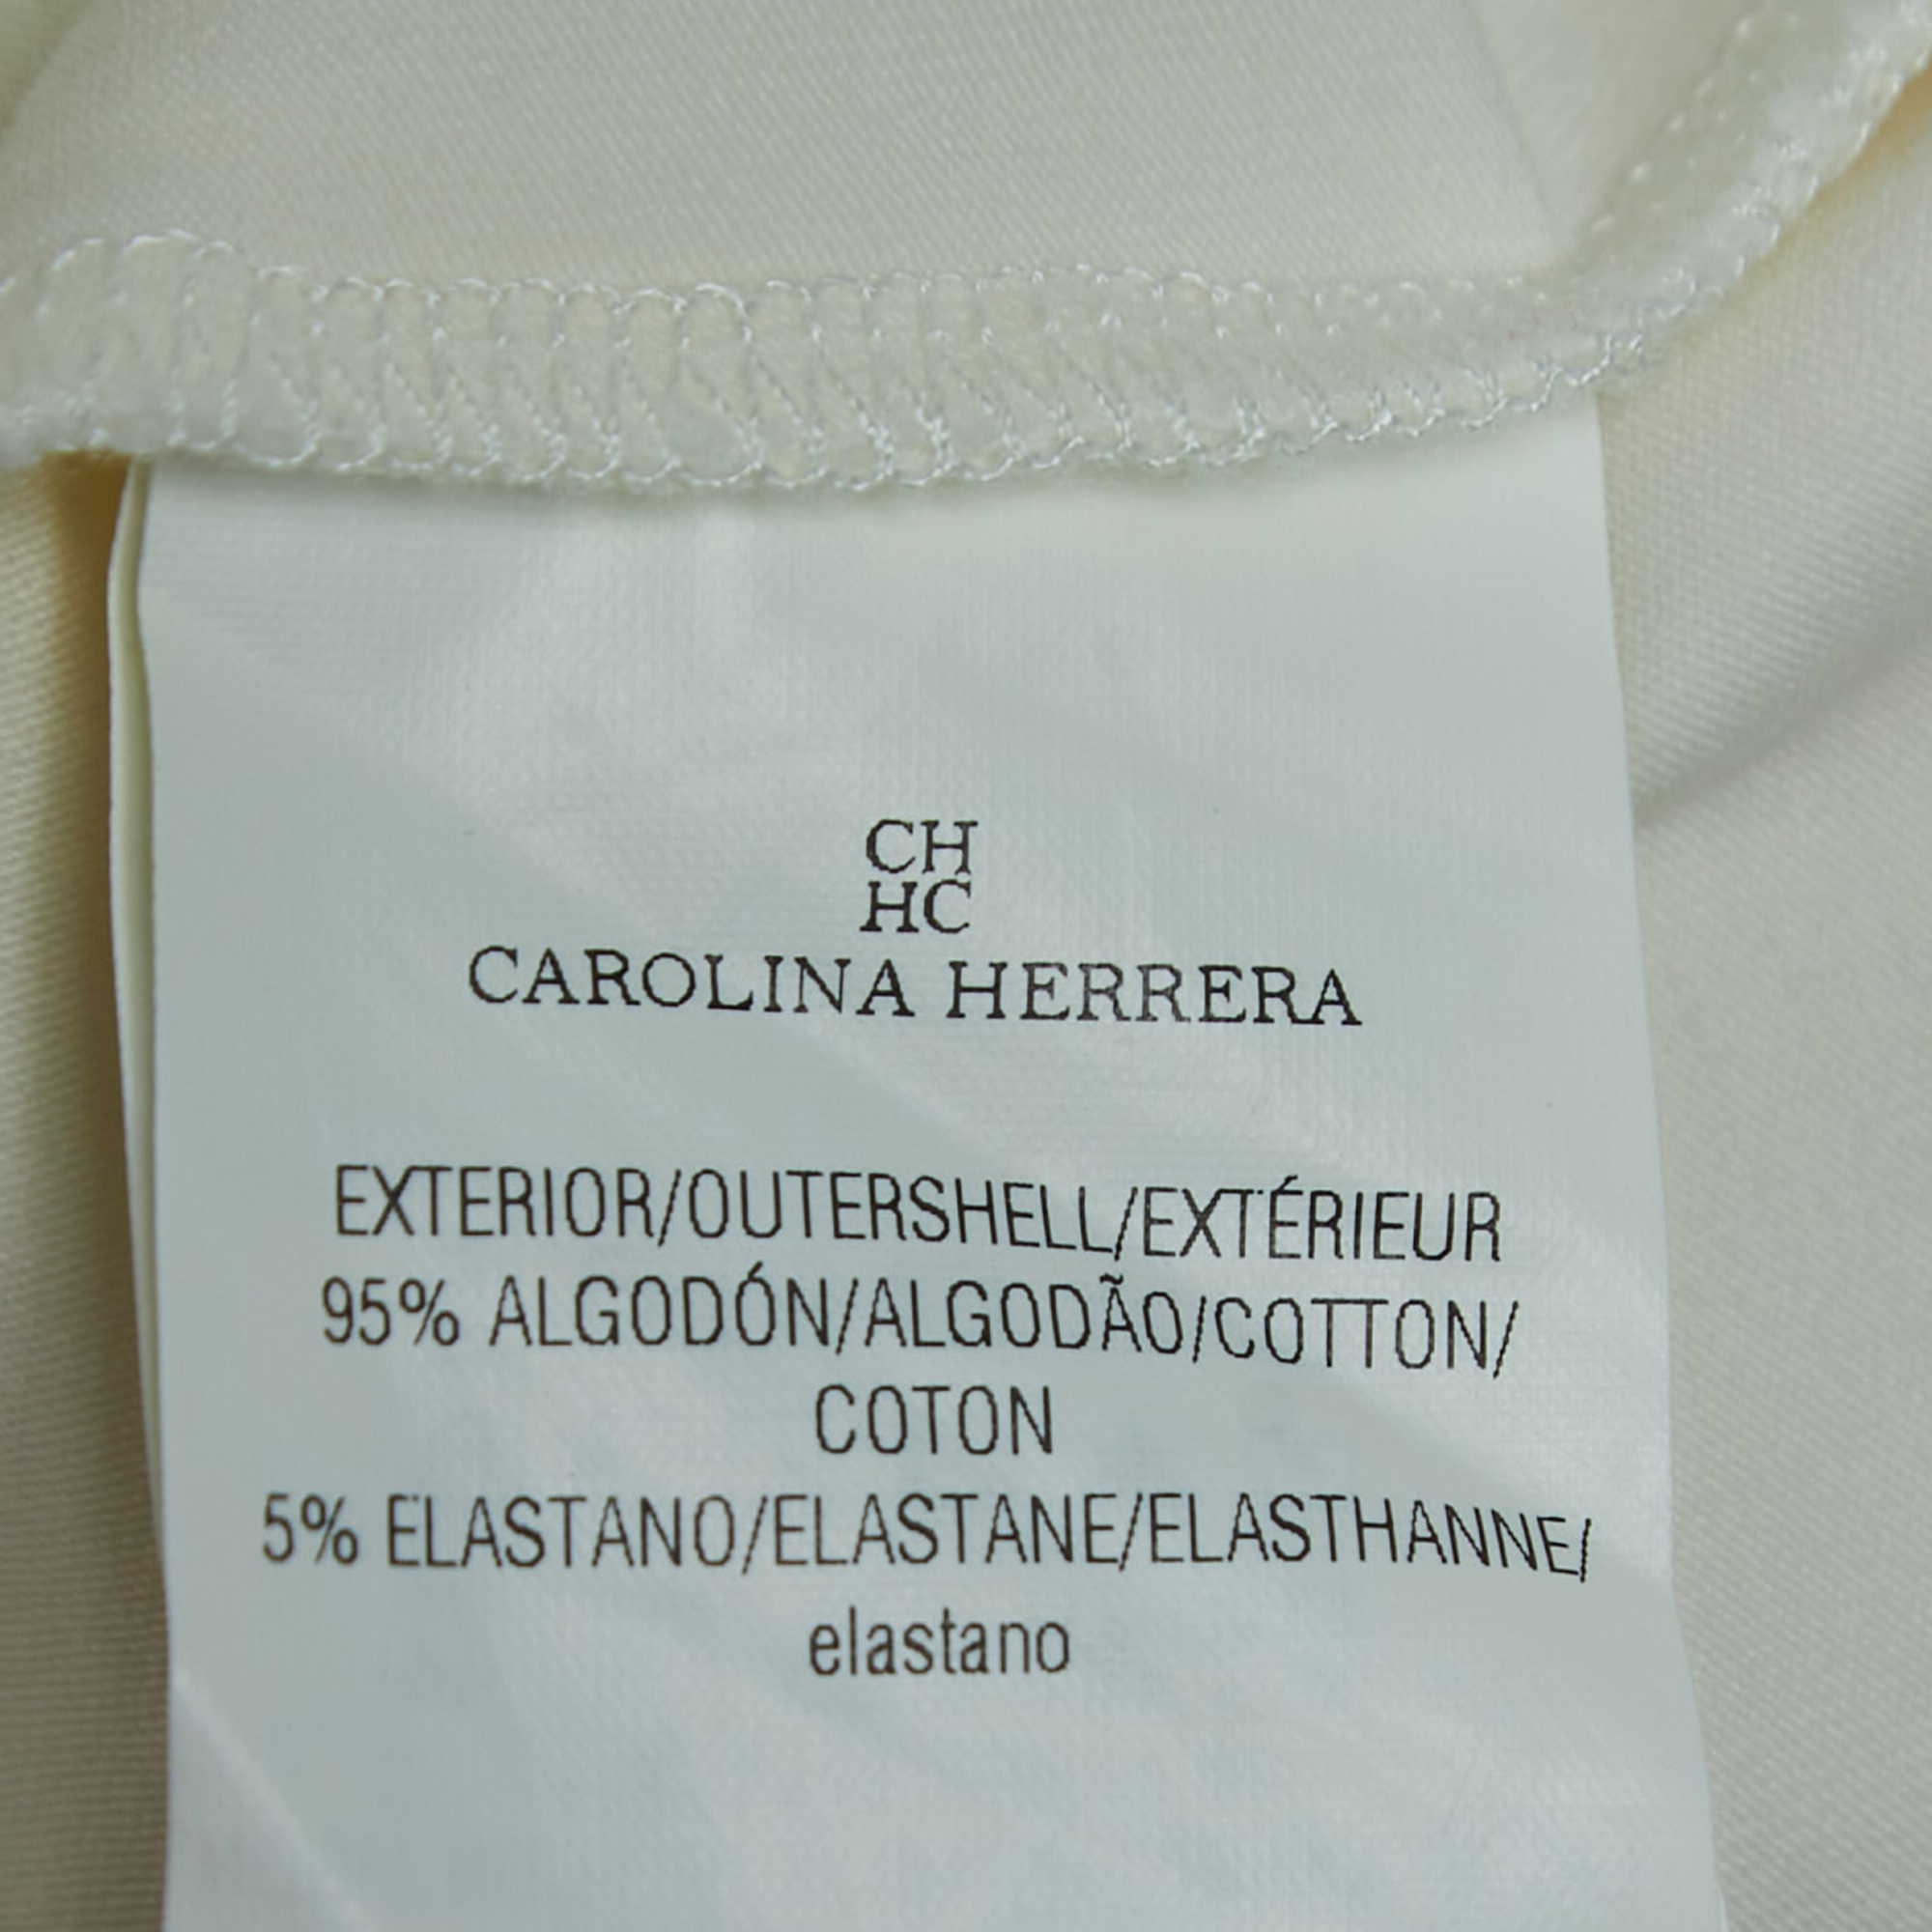 CH
HC
CAROLINA HERRERA
EXTERIOR/OUTERSHELL/EXTÉRIEUR
95% ALGODÓN/ALGODÃO/COTTON/
COTON
5% ELASTANO/ELASTANE/ELASTHANNE/
elastano